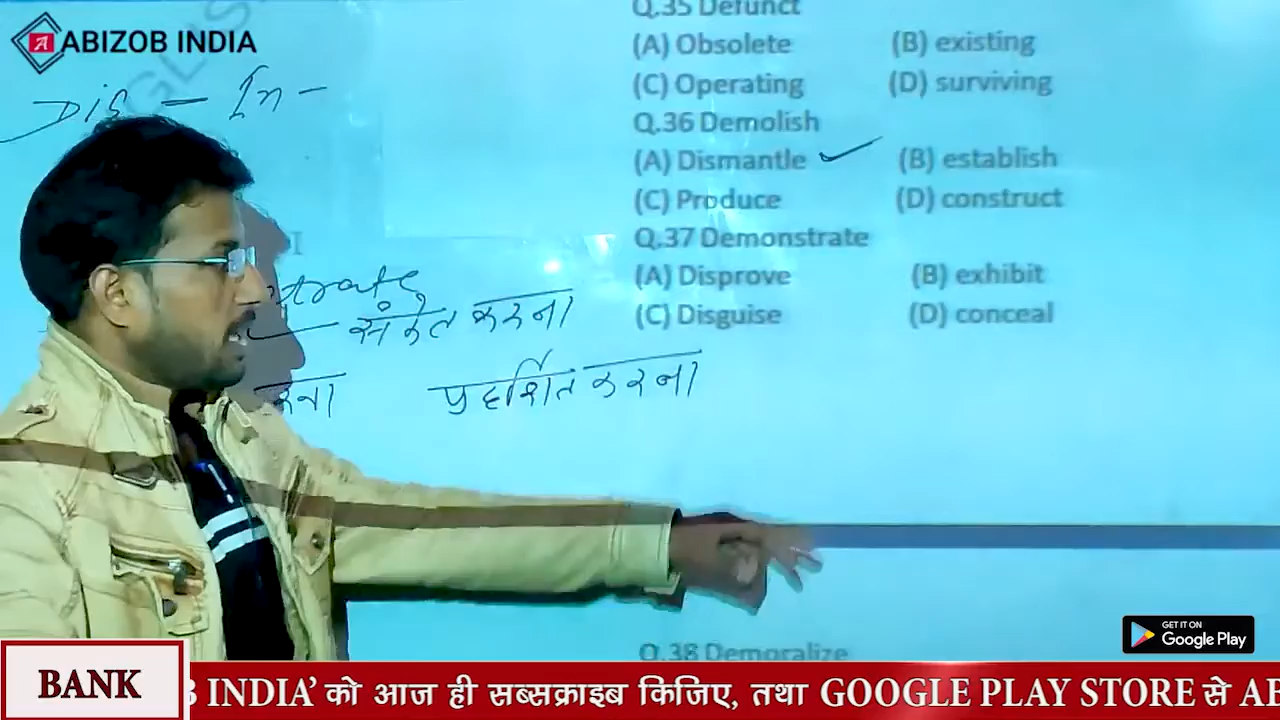 ABIZOB INDIA
Dis - In -
Q.35 Defunct
(A) Obsolete (B) existing
(C) Operating (D) surviving
Q.36 Demolish
(A) Dismantle (B) establish
(C) Produce (D) construct
Q.37 Demonstrate
(A) Disprove (B) exhibit
(C) Disguise (D) conceal
trate
संकेत करना
रना प्रदर्शित करना
Q.38 Demoralize
GET IT ON
Google Play
BANK
B INDIA’ को आज ही सब्सक्राइब किजिए, तथा GOOGLE PLAY STORE से AB